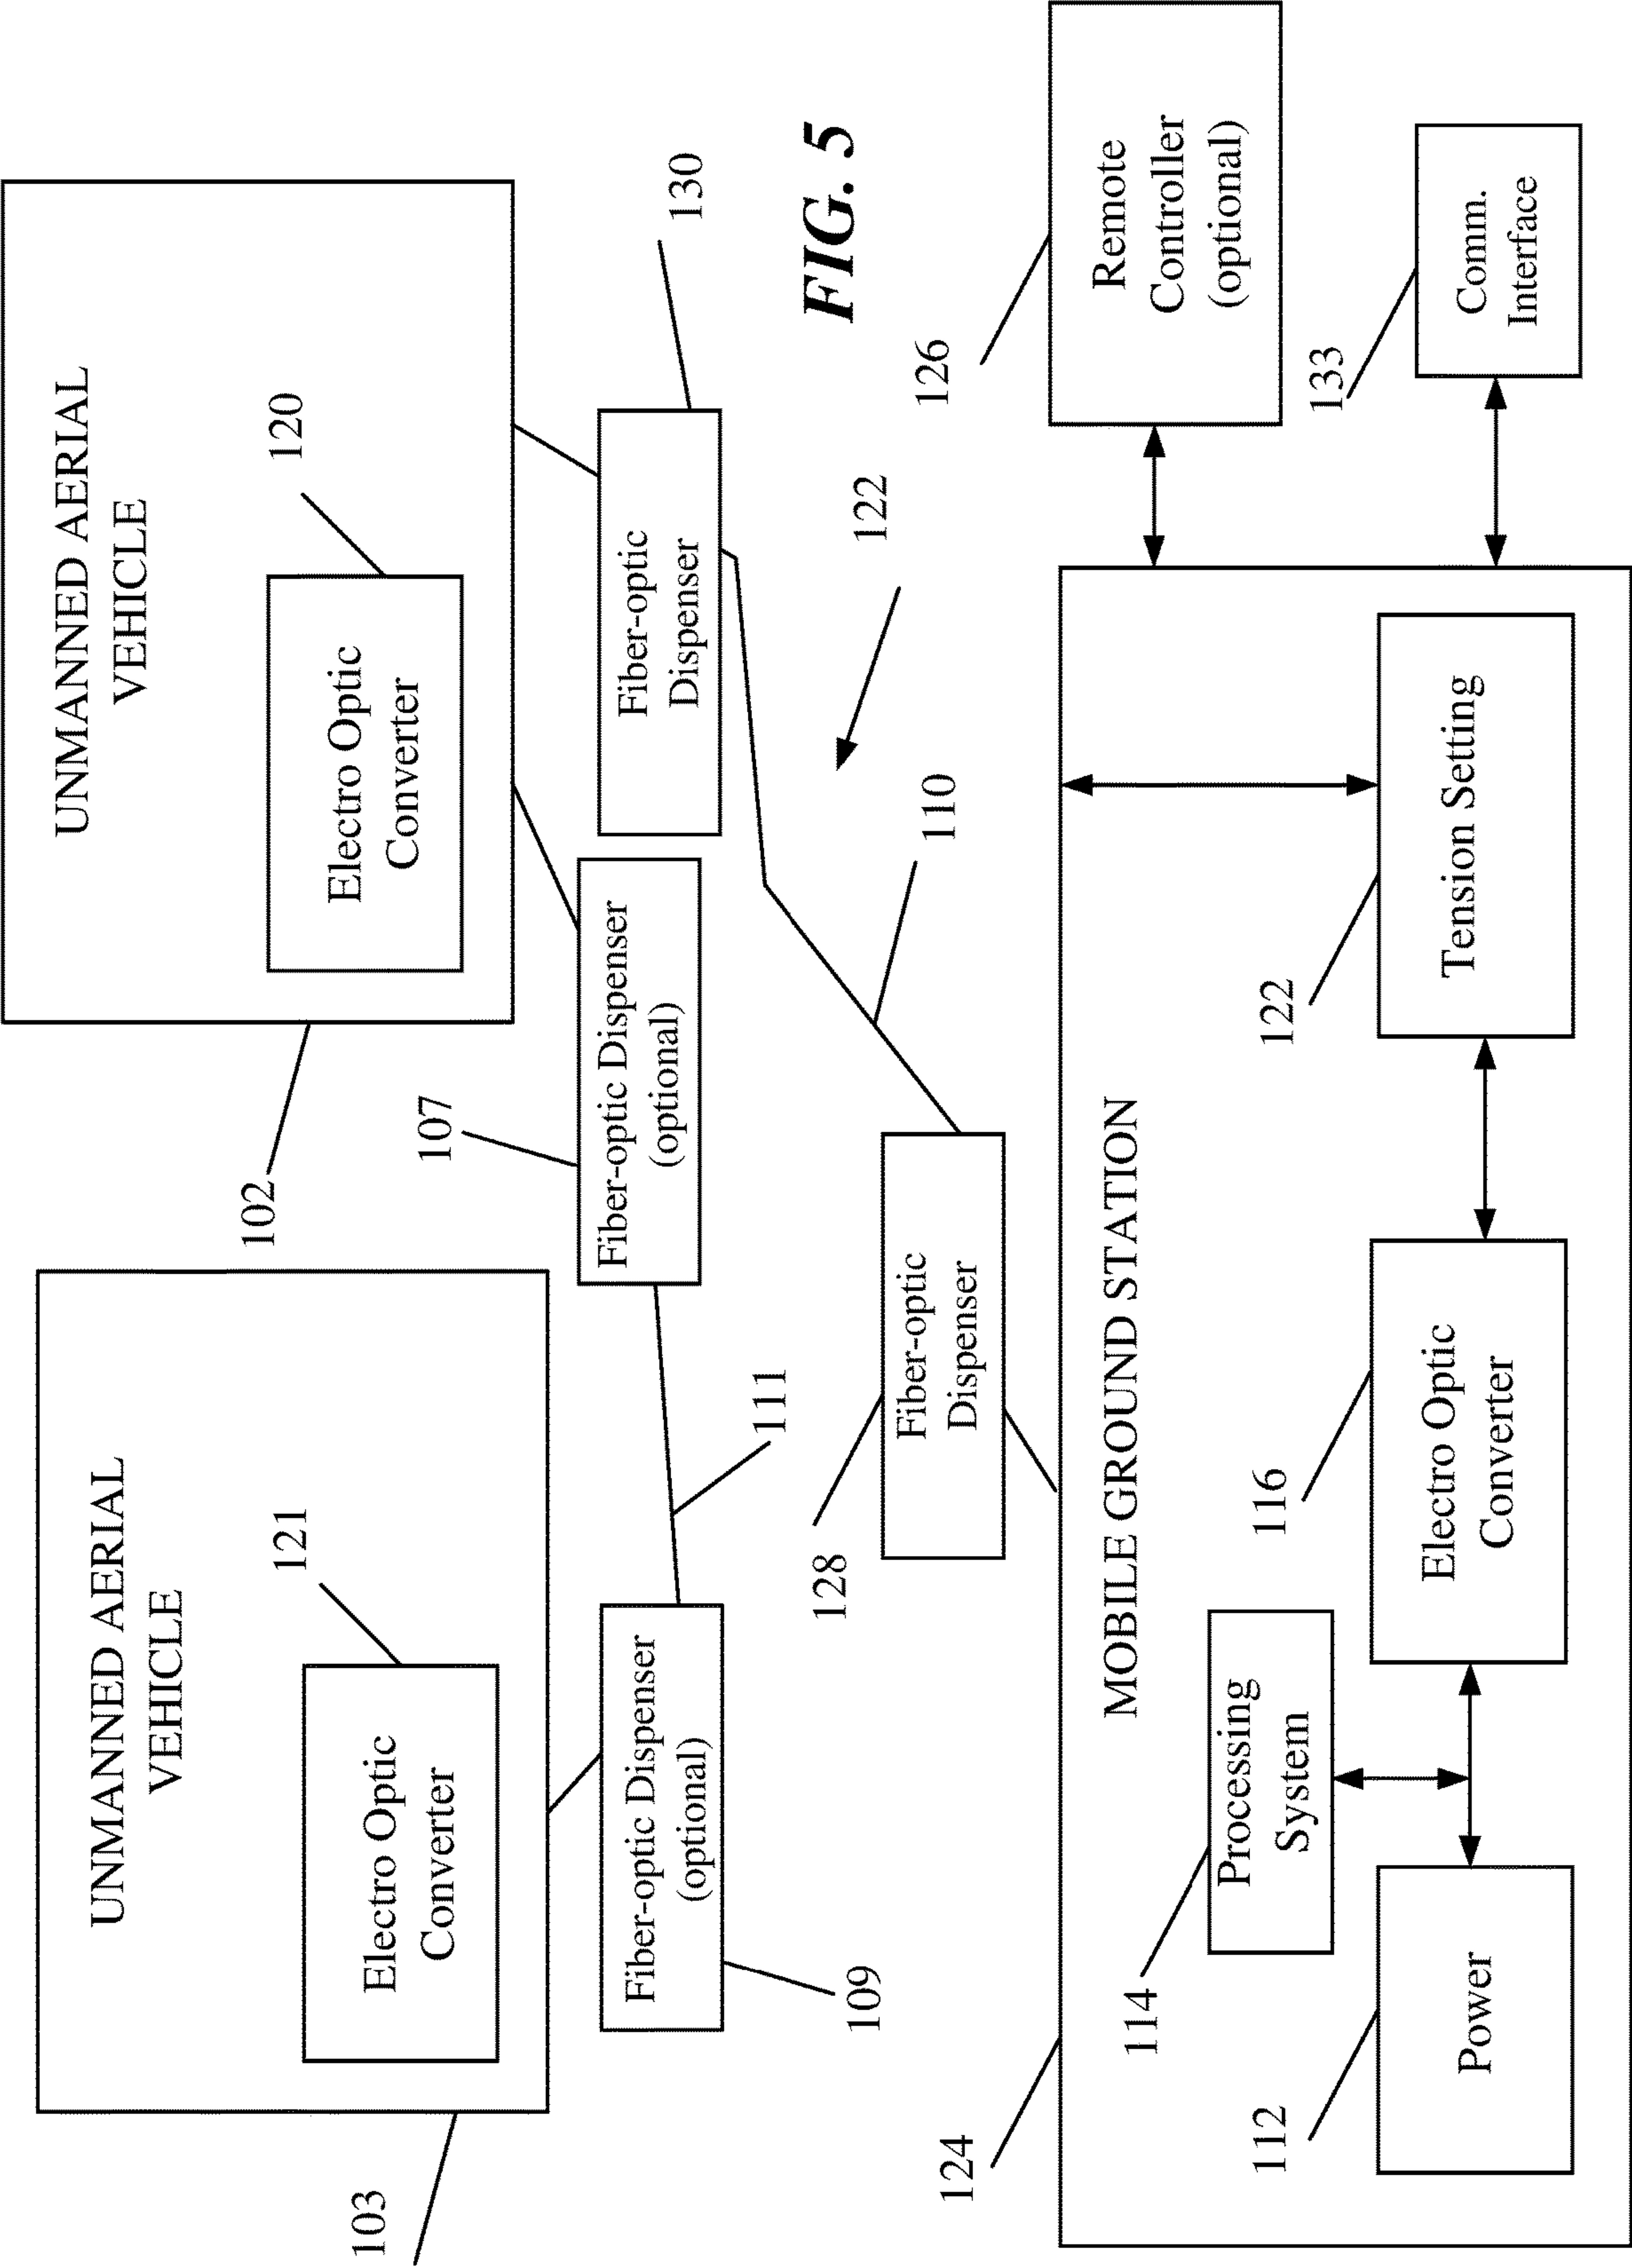 103
UNMANNED AERIAL
VEHICLE
121
Electro Optic
Converter
102
UNMANNED AERIAL
VEHICLE
120
Electro Optic
Converter
109
Fiber-optic Dispenser
(optional)
111
107
Fiber-optic Dispenser
(optional)
Fiber-optic
Dispenser
130
128
Fiber-optic
Dispenser
110
122
FIG. 5
124
MOBILE GROUND STATION
112
Power
114
Processing
System
116
Electro Optic
Converter
122
Tension Setting
126
Remote
Controller
(optional)
133
Comm.
Interface